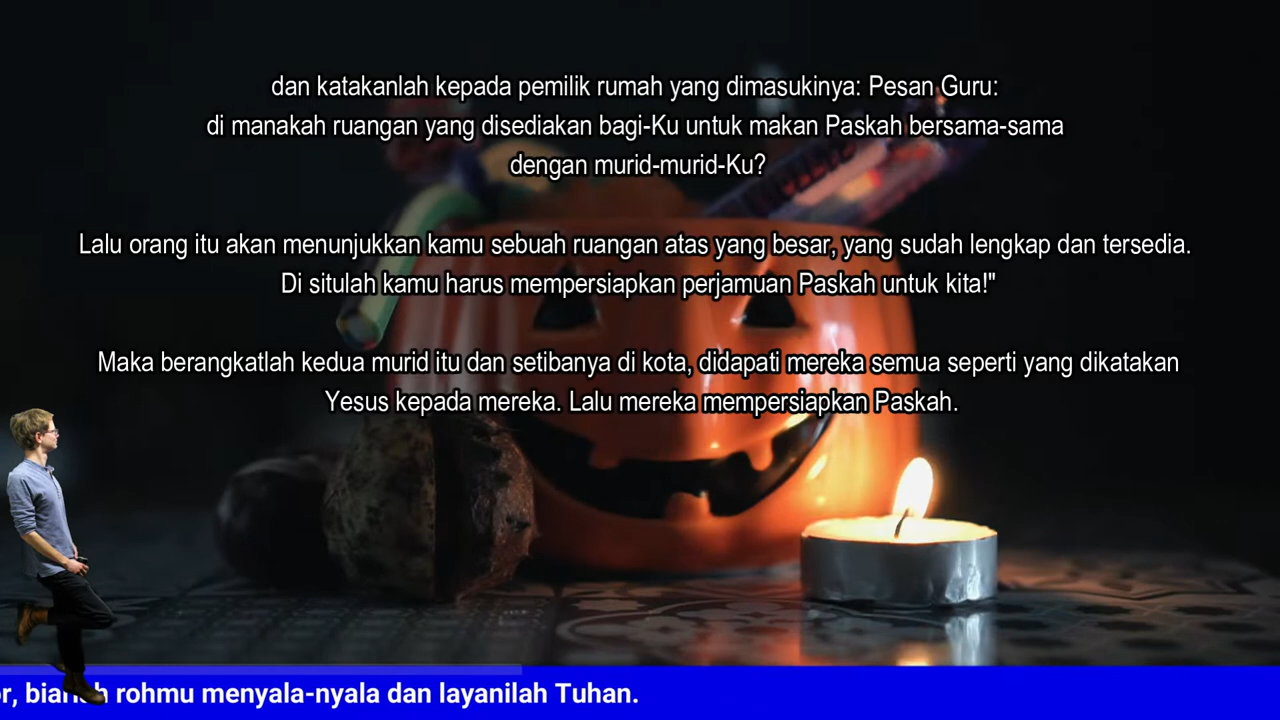 dan katakanlah kepada pemilik rumah yang dimasukinya: Pesan Guru:
di manakah ruangan yang disediakan bagi-Ku untuk makan Paskah bersama-sama
dengan murid-murid-Ku?
Lalu orang itu akan menunjukkan kamu sebuah ruangan atas yang besar, yang sudah lengkap dan tersedia.
Di situlah kamu harus mempersiapkan perjamuan Paskah untuk kita!"
Maka berangkatlah kedua murid itu dan setibanya di kota, didapati mereka semua seperti yang dikatakan
Yesus kepada mereka. Lalu mereka mempersiapkan Paskah.
rohmu menyala-nyala dan layanilah Tuhan.